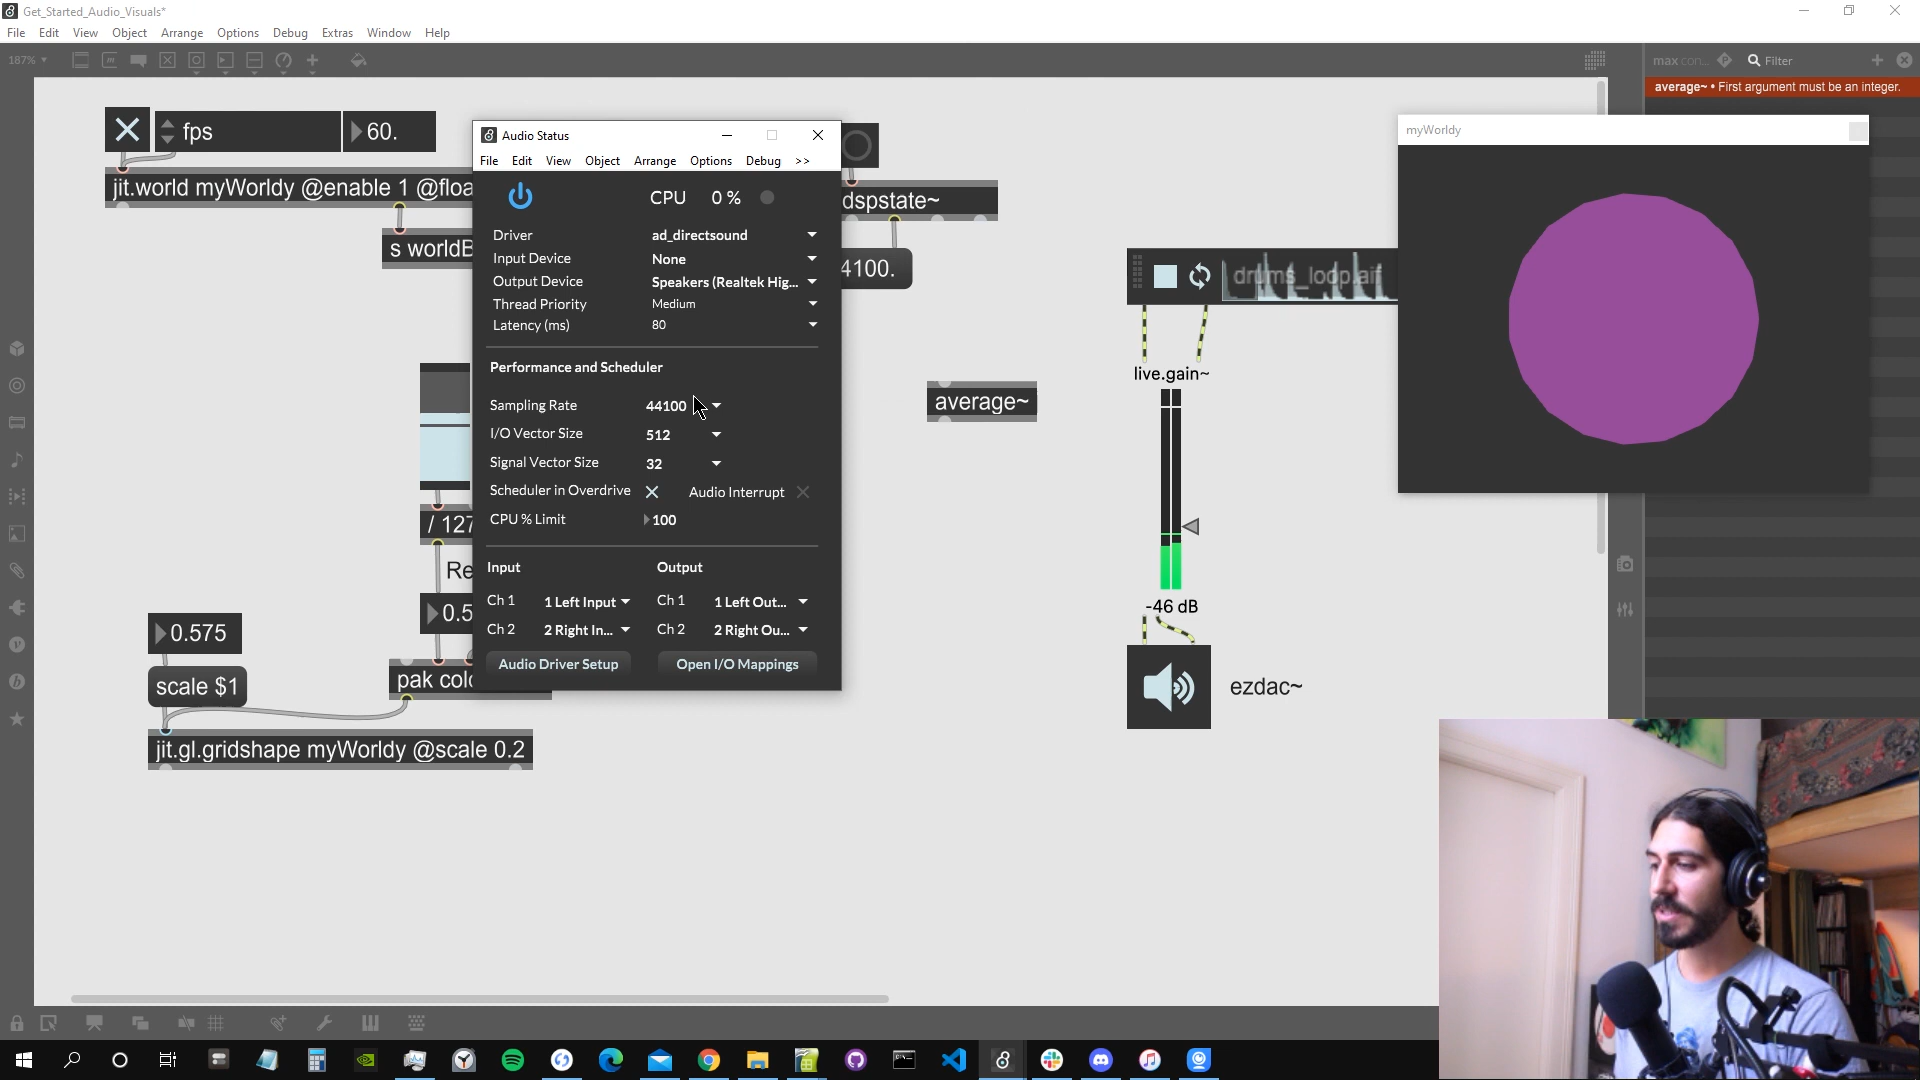 Get_Started_Audio_Visuals*
File Edit View Object Arrange Options Debug Extras Window Help
187%
max con... Filter
average~ • First argument must be an integer.
fps
60.
jit.world myWorldy @enable 1 @floa
s worldB
Audio Status
File Edit View Object Arrange Options Debug >>
CPU 0 %
Driver ad_directsound
Input Device None
Output Device Speakers (Realtek Hig...
Thread Priority Medium
Latency (ms) 80
Performance and Scheduler
Sampling Rate 44100
I/O Vector Size 512
Signal Vector Size 32
Scheduler in Overdrive Audio Interrupt
CPU % Limit 100
Input Output
Ch 1 1 Left Input Ch 1 1 Left Out...
Ch 2 2 Right In... Ch 2 2 Right Ou...
Audio Driver Setup Open I/O Mappings
dspstate~
4100.
average~
drums_loop.aif
live.gain~
-46 dB
ezdac~
myWorldy
/ 127
Re
0.5
0.575
scale $1
pak colo
jit.gl.gridshape myWorldy @scale 0.2